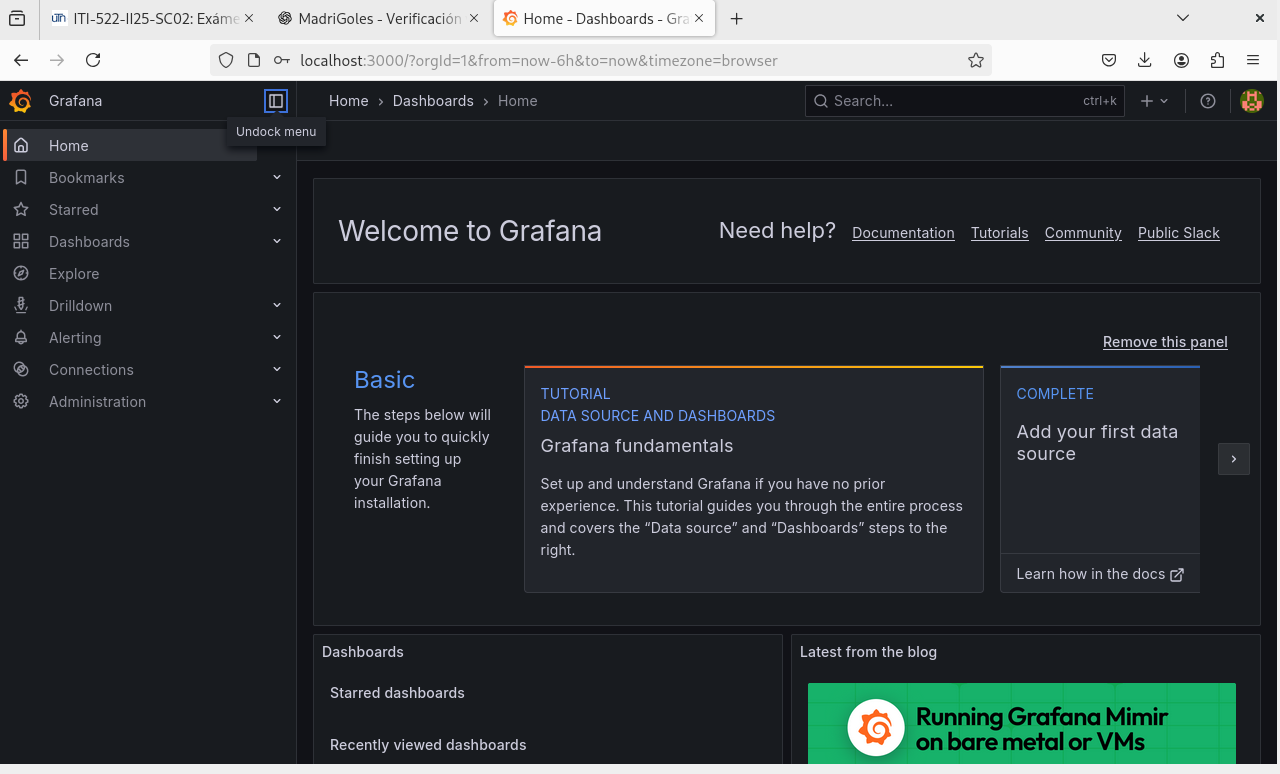 ITI-522-II25-SC02: Exáme
MadriGoles - Verificación
Home - Dashboards - Gra
localhost:3000/?orgId=1&from=now-6h&to=now&timezone=browser
Grafana
Home › Dashboards › Home
Search...
ctrl+k
Undock menu
Home
Bookmarks
Starred
Dashboards
Explore
Drilldown
Alerting
Connections
Administration
Welcome to Grafana
Need help?
Documentation
Tutorials
Community
Public Slack
Remove this panel
Basic
The steps below will
guide you to quickly
finish setting up
your Grafana
installation.
TUTORIAL
DATA SOURCE AND DASHBOARDS
Grafana fundamentals
Set up and understand Grafana if you have no prior
experience. This tutorial guides you through the entire process
and covers the “Data source” and “Dashboards” steps to the
right.
COMPLETE
Add your first data
source
Learn how in the docs
Dashboards
Starred dashboards
Recently viewed dashboards
Latest from the blog
Running Grafana Mimir
on bare metal or VMs